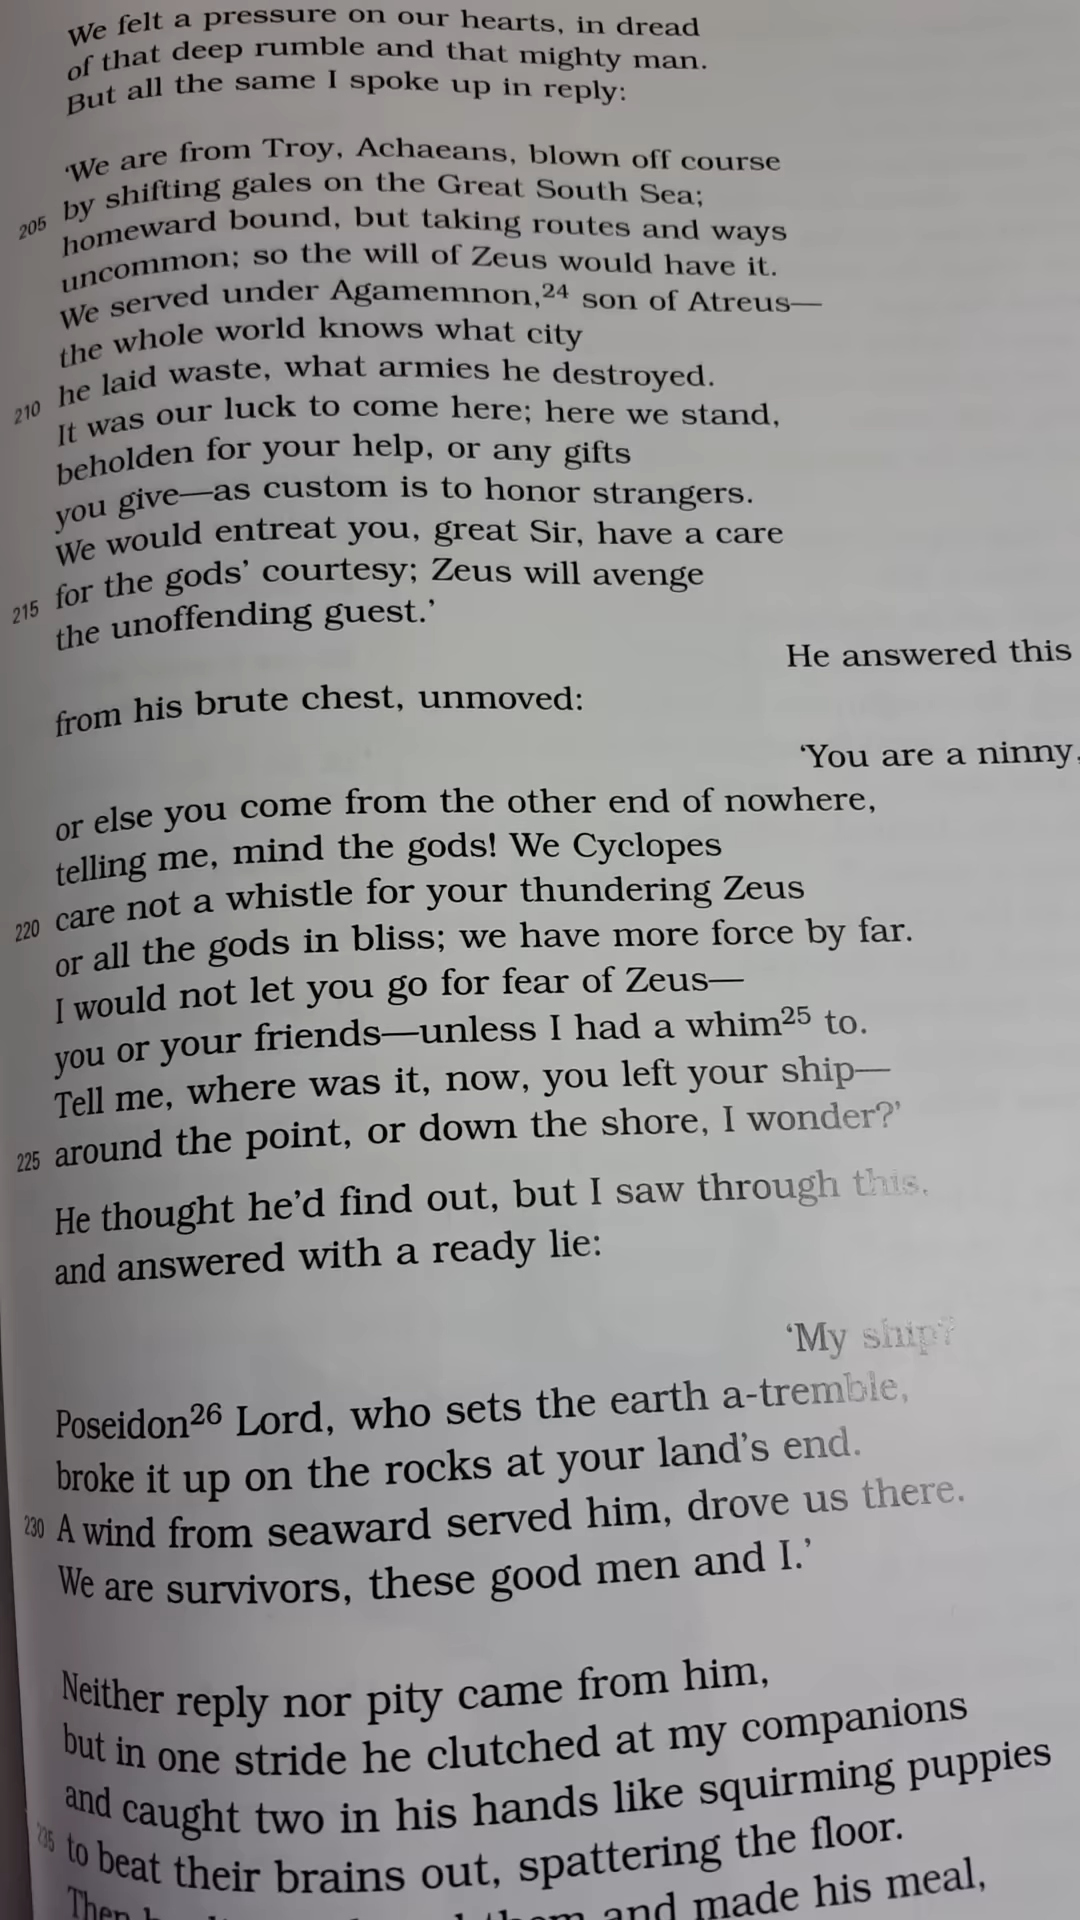 We felt a pressure on our hearts, in dread
of that deep rumble and that mighty man.
But all the same I spoke up in reply:
‘We are from Troy, Achaeans, blown off course
by shifting gales on the Great South Sea;
205 homeward bound, but taking routes and ways
uncommon; so the will of Zeus would have it.
We served under Agamemnon,24 son of Atreus—
the whole world knows what city
he laid waste, what armies he destroyed.
210 It was our luck to come here; here we stand,
beholden for your help, or any gifts
you give—as custom is to honor strangers.
We would entreat you, great Sir, have a care
for the gods’ courtesy; Zeus will avenge
215 the unoffending guest.’
He answered this
from his brute chest, unmoved:
‘You are a ninny,
or else you come from the other end of nowhere,
telling me, mind the gods! We Cyclopes
220 care not a whistle for your thundering Zeus
or all the gods in bliss; we have more force by far.
I would not let you go for fear of Zeus—
you or your friends—unless I had a whim25 to.
Tell me, where was it, now, you left your ship—
225 around the point, or down the shore, I wonder?’
He thought he’d find out, but I saw through this,
and answered with a ready lie:
‘My ship?
Poseidon26 Lord, who sets the earth a-tremble,
broke it up on the rocks at your land’s end.
230 A wind from seaward served him, drove us there.
We are survivors, these good men and I.’
Neither reply nor pity came from him,
but in one stride he clutched at my companions
and caught two in his hands like squirming puppies
235 to beat their brains out, spattering the floor.
Then and made his meal,